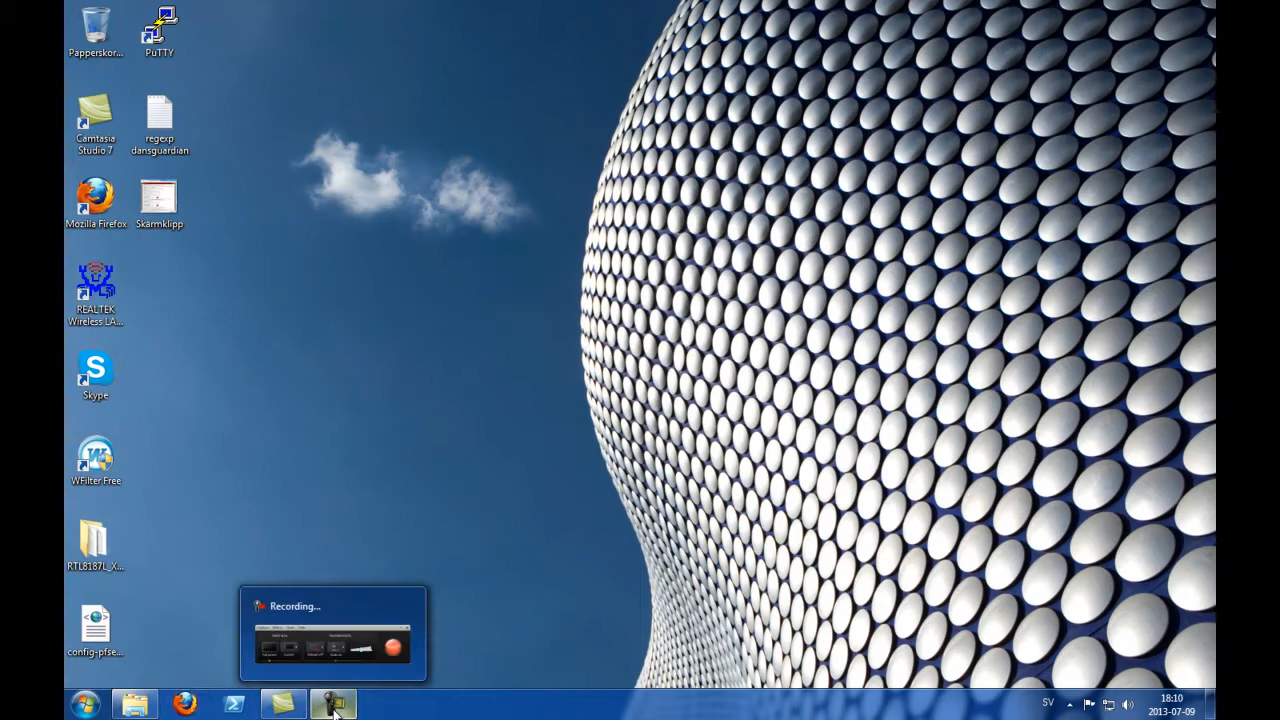 Papperskor...
PuTTY
Camtasia
Studio 7
regexp
dansguardian
Mozilla Firefox
Skärmklipp
REALTEK
Wireless LA...
S
Skype
W
WFilter Free
RTL8187L_X...
config-pfse...
Recording...
SV
18:10
2013-07-09